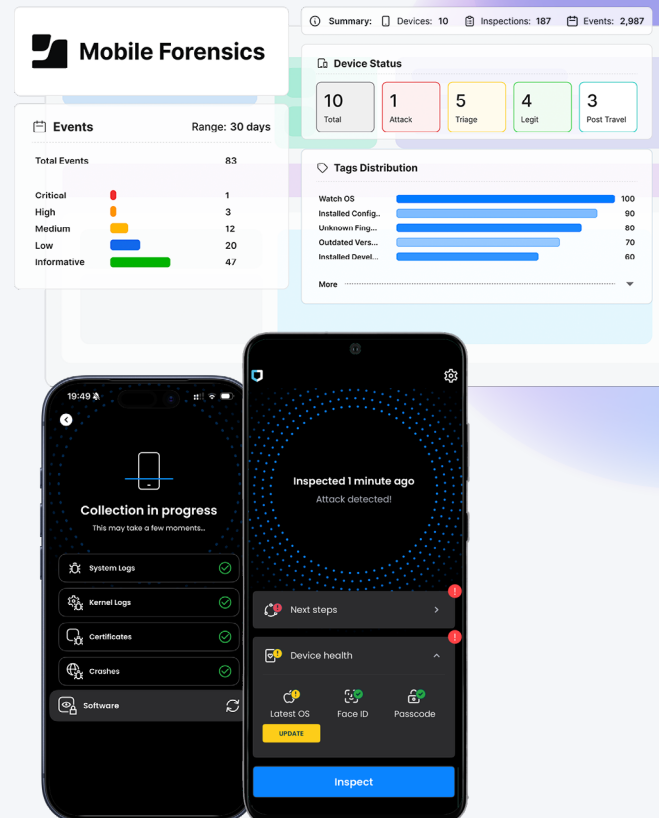 Summary: Devices: 10 Inspections: 187 Events: 2,987
Mobile Forensics
Device Status
10
Total
1
Attack
5
Triage
4
Legit
3
Post Travel
Events Range: 30 days
Total Events 83
Critical 1
High 3
Medium 12
Low 20
Informative 47
Tags Distribution
Watch OS 100
Installed Config.. 90
Unknown Fing... 80
Outdated Vers... 70
Installed Devel... 60
More
19:49
Collection in progress
This may take a few moments...
System Logs
Kernel Logs
Certificates
Crashes
Software
Inspected 1 minute ago
Attack detected!
Next steps
Device health
Latest OS Face ID Passcode
UPDATE
Inspect